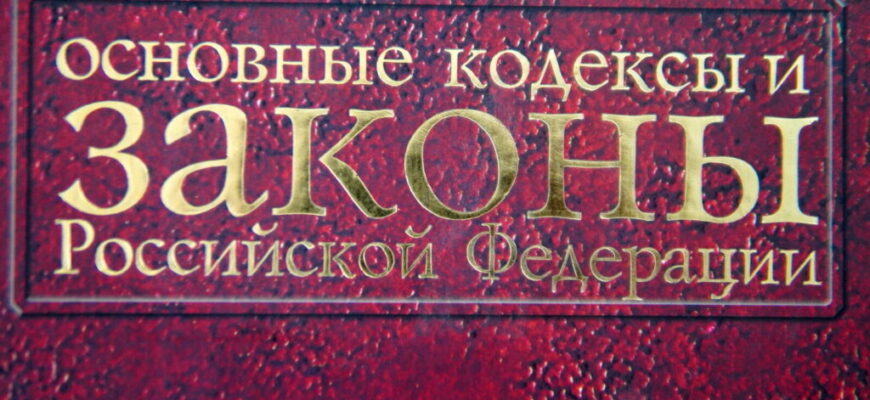 основные кодексы и
законы
Российской Федерации